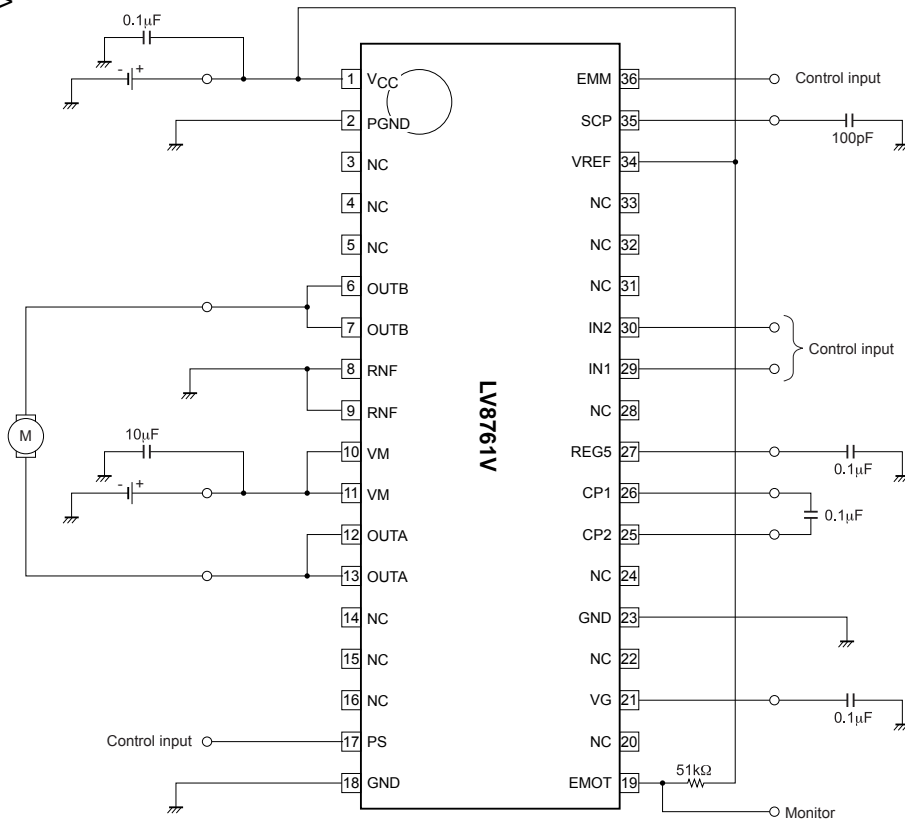 0.1µF
- +
1 VCC
2 PGND
3 NC
4 NC
5 NC
6 OUTB
7 OUTB
8 RNF
9 RNF
10µF
10 VM
- +
11 VM
12 OUTA
13 OUTA
14 NC
15 NC
16 NC
Control input
17 PS
18 GND
M
LV8761V
EMM 36
Control input
SCP 35
100pF
VREF 34
NC 33
NC 32
NC 31
IN2 30
Control input
IN1 29
NC 28
REG5 27
0.1µF
CP1 26
0.1µF
CP2 25
NC 24
GND 23
NC 22
VG 21
0.1µF
NC 20
51kΩ
EMOT 19
Monitor